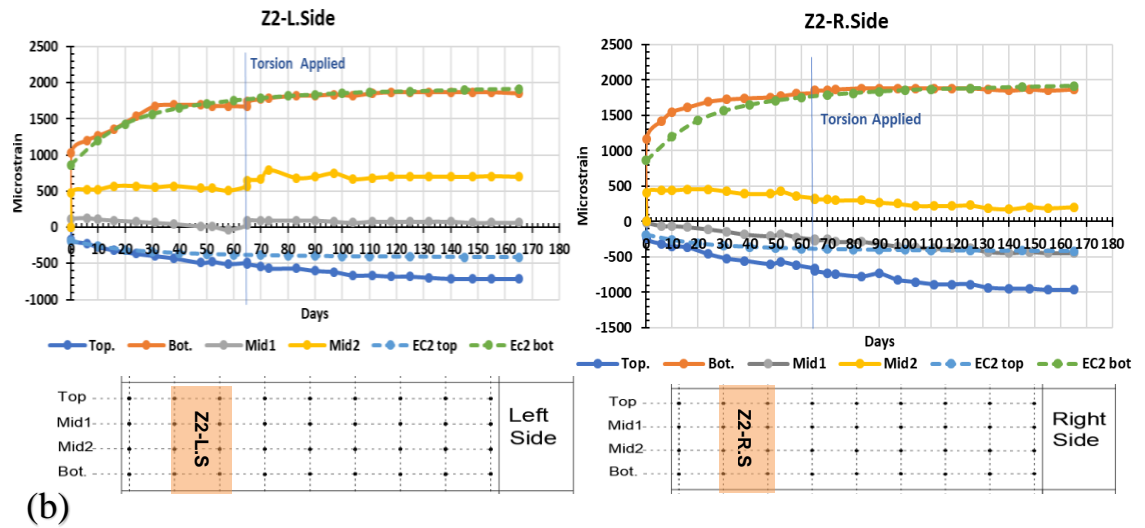 Z2-L.Side
2500
2000
1500
1000
500
0
-500
-1000
Microstrain
Torsion Applied
0 10 20 30 40 50 60 70 80 90 100 110 120 130 140 150 160 170 180
Days
Top. Bot. Mid1 Mid2 EC2 top Ec2 bot
Z2-R.Side
2500
2000
1500
1000
500
0
-500
-1000
-1500
Microstrain
Torsion Applied
0 10 20 30 40 50 60 70 80 90 100 110 120 130 140 150 160 170 180
Days
Top. Bot. Mid1 Mid2 EC2 top EC2 bot
Top
Mid1
Mid2
Bot.
Z2-L.S
Left
Side
Top
Mid1
Mid2
Bot.
Z2-R.S
Right
Side
(b)